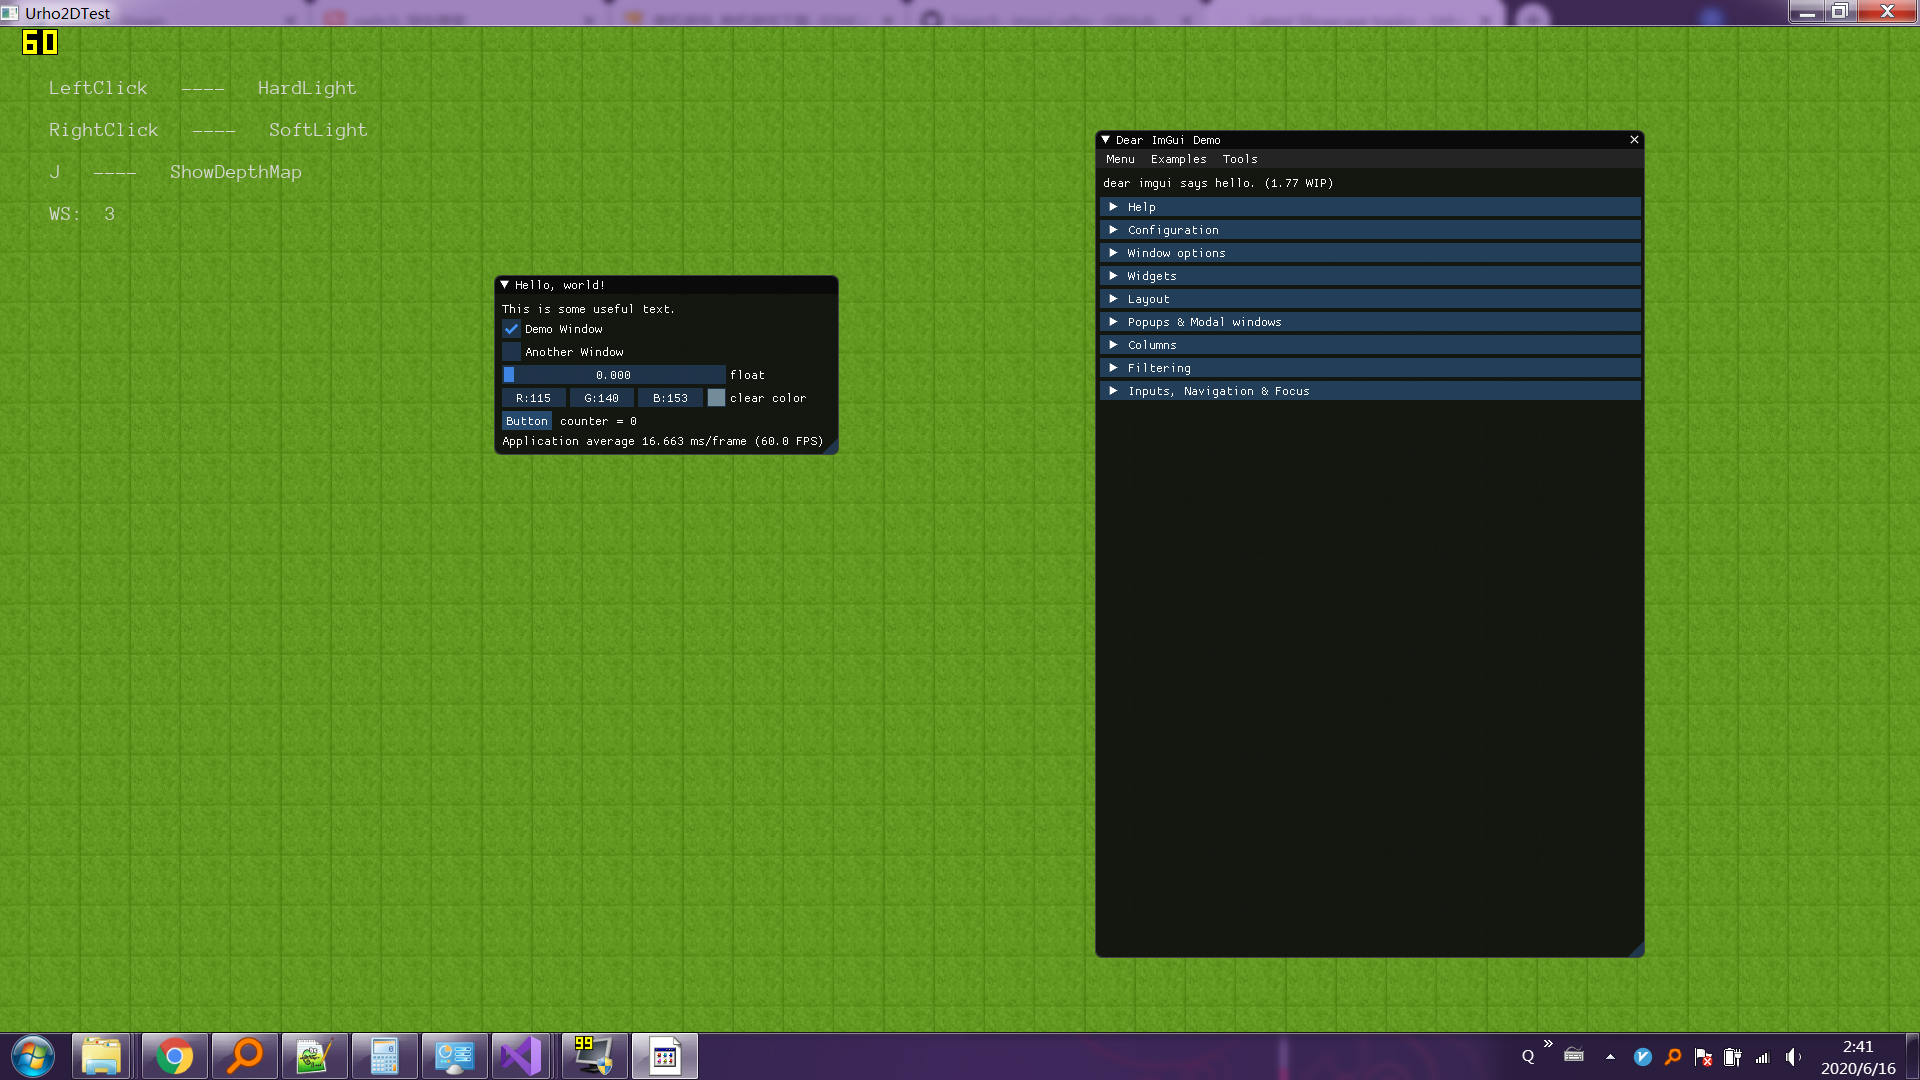 Urho2DTest
60
LeftClick ---- HardLight
RightClick ---- SoftLight
J ---- ShowDepthMap
WS: 3
Hello, world!
This is some useful text.
Demo Window
Another Window
0.000 float
R:115 G:140 B:153 clear color
Button counter = 0
Application average 16.663 ms/frame (60.0 FPS)
Dear ImGui Demo
Menu Examples Tools
dear imgui says hello. (1.77 WIP)
Help
Configuration
Window options
Widgets
Layout
Popups & Modal windows
Columns
Filtering
Inputs, Navigation & Focus
99
2:41
2020/6/16